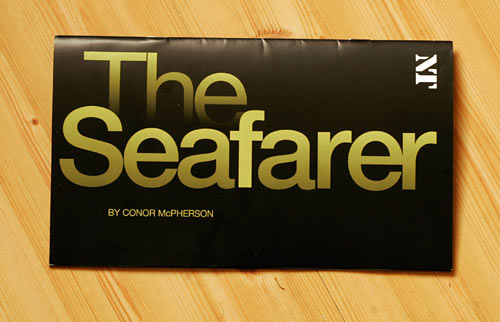 The
Seafarer
BY CONOR McPHERSON
NT